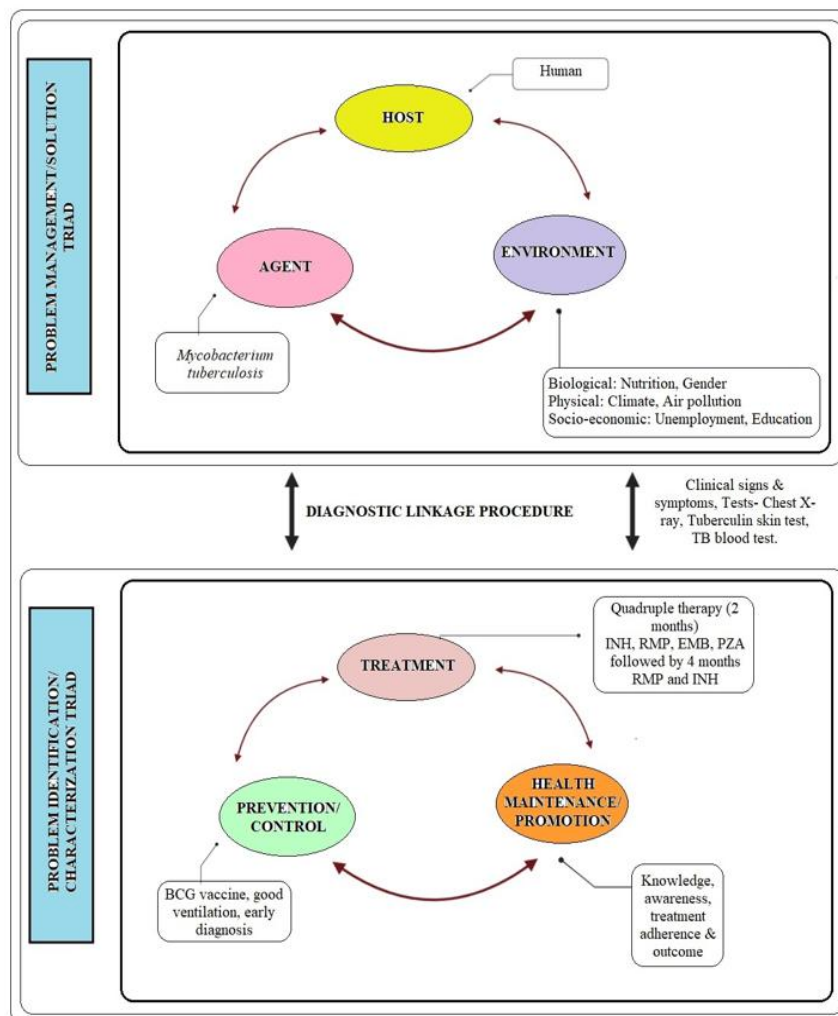 PROBLEM MANAGEMENT/SOLUTION
TRIAD
Human
HOST
AGENT
ENVIRONMENT
Mycobacterium
tuberculosis
Biological: Nutrition, Gender
Physical: Climate, Air pollution
Socio-economic: Unemployment, Education
DIAGNOSTIC LINKAGE PROCEDURE
Clinical signs &
symptoms, Tests- Chest X-
ray, Tuberculin skin test,
TB blood test.
PROBLEM IDENTIFICATION/
CHARACTERIZATION TRIAD
Quadruple therapy (2
months)
INH, RMP, EMB, PZA
followed by 4 months
RMP and INH
TREATMENT
PREVENTION/
CONTROL
HEALTH
MAINTENANCE/
PROMOTION
BCG vaccine, good
ventilation, early
diagnosis
Knowledge,
awareness,
treatment
adherence &
outcome